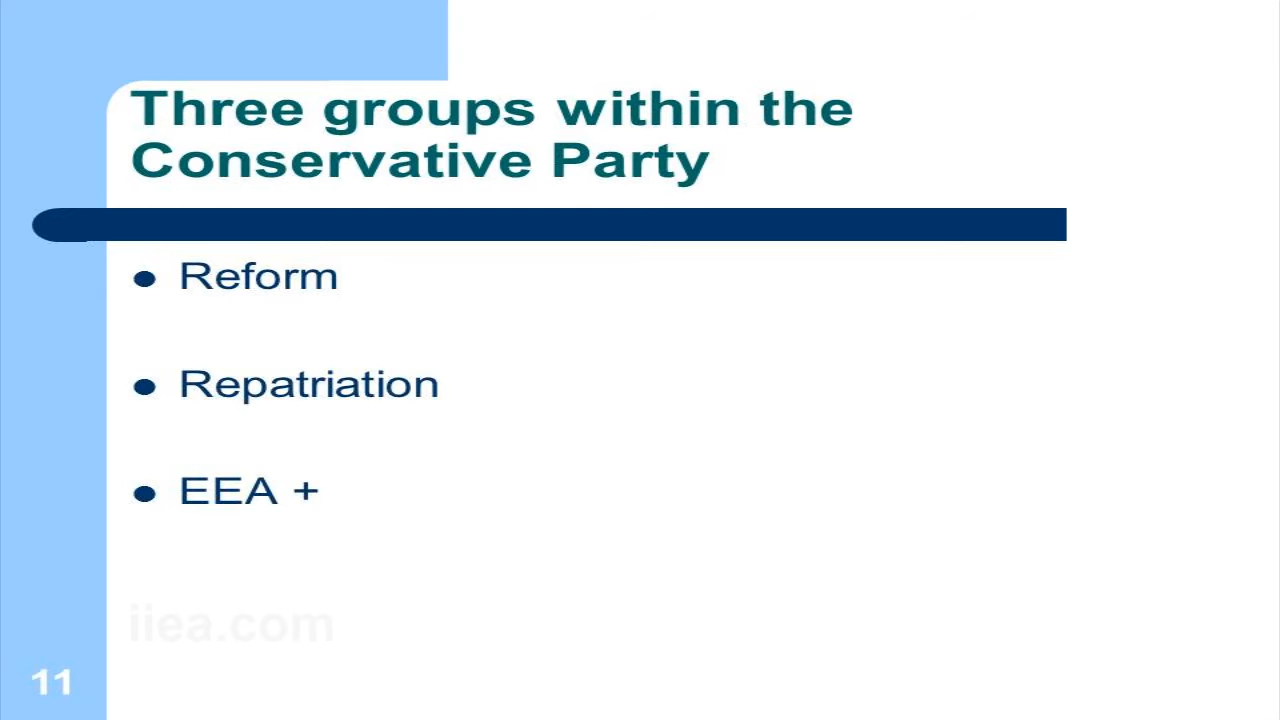 Three groups within the
Conservative Party
● Reform
● Repatriation
● EEA +
iiea.com
11